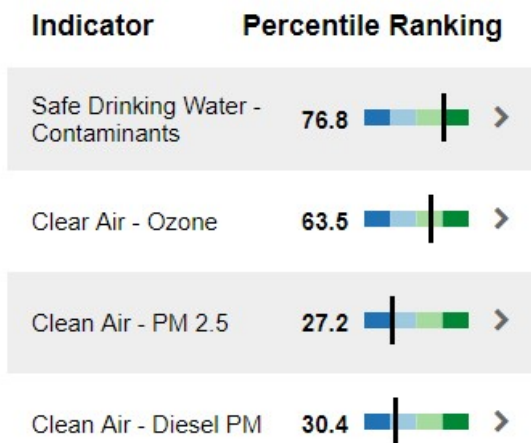 Indicator Percentile Ranking
Safe Drinking Water -
Contaminants
76.8
Clear Air - Ozone 63.5
Clean Air - PM 2.5 27.2
Clean Air - Diesel PM 30.4